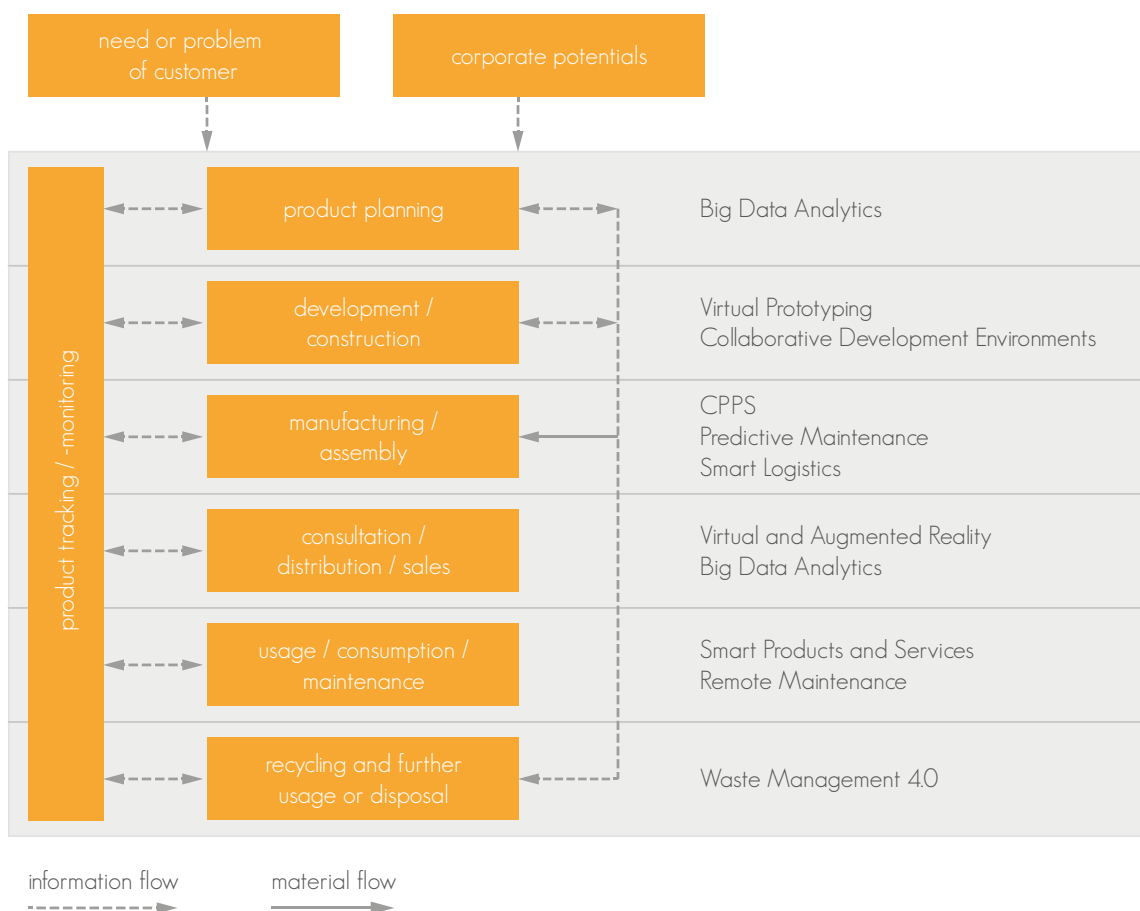 need or problem
of customer
corporate potentials
product tracking / -monitoring
product planning
Big Data Analytics
development /
construction
Virtual Prototyping
Collaborative Development Environments
manufacturing /
assembly
CPPS
Predictive Maintenance
Smart Logistics
consultation /
distribution / sales
Virtual and Augmented Reality
Big Data Analytics
usage / consumption /
maintenance
Smart Products and Services
Remote Maintenance
recycling and further
usage or disposal
Waste Management 4.0
information flow
material flow